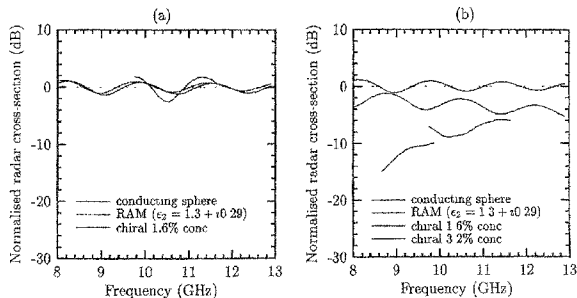 (a)
(b)
Normalised radar cross-section (dB)
10
0
-10
-20
-30
conducting sphere
RAM (ε₂ = 1.3 + ι0 29)
chiral 1.6% conc
8
9
10
11
12
13
Frequency (GHz)
Normalised radar cross-section (dB)
10
0
-10
-20
-30
conducting sphere
RAM (ε₂ = 1 3 + ι0 29)
chiral 1 6% conc
chiral 3 2% conc
8
9
10
11
12
13
Frequency (GHz)